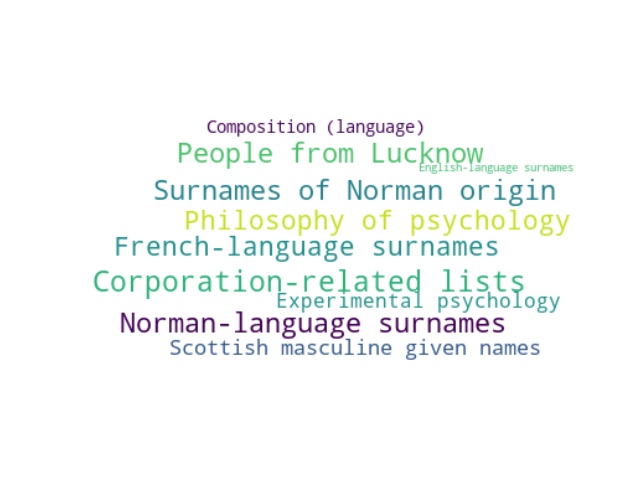 Composition (language)
People from Lucknow
English-language surnames
Surnames of Norman origin
Philosophy of psychology
French-language surnames
Corporation-related lists
Experimental psychology
Norman-language surnames
Scottish masculine given names